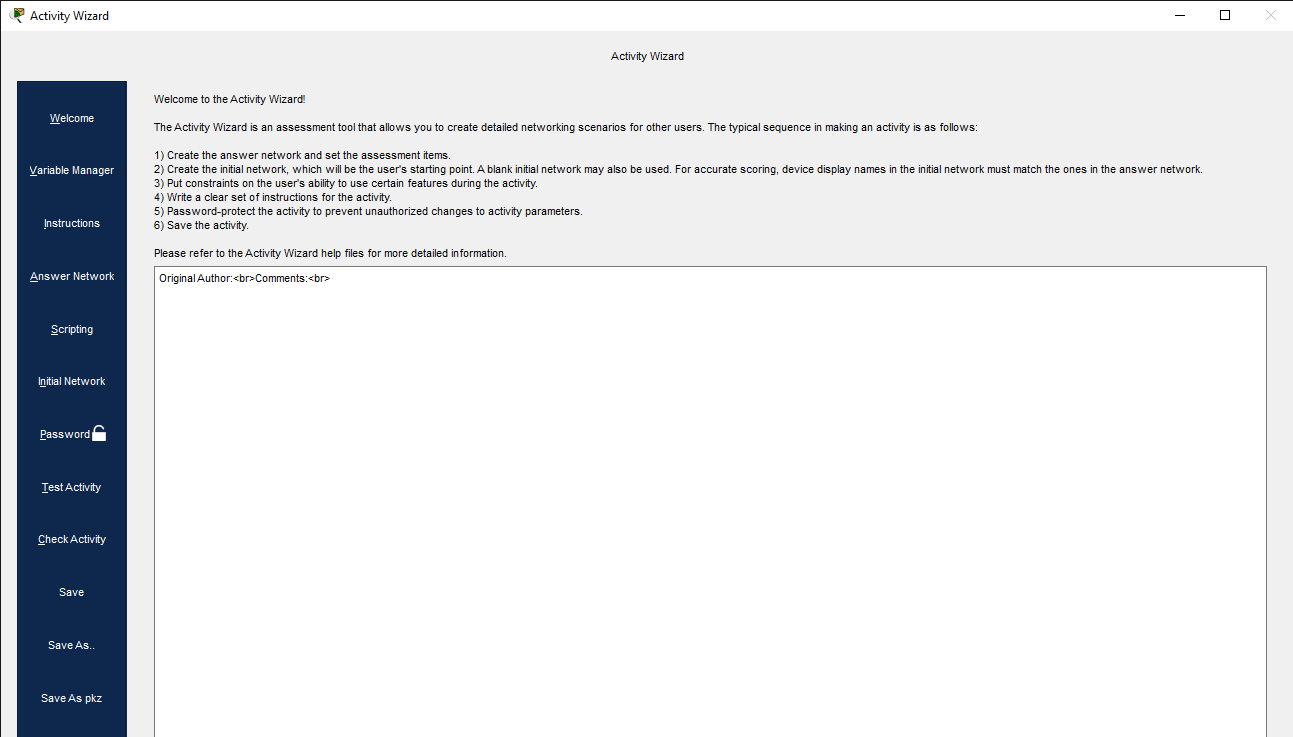 Activity Wizard
Activity Wizard
Welcome
Variable Manager
Instructions
Answer Network
Scripting
Initial Network
Password
Test Activity
Check Activity
Save
Save As..
Save As pkz
Welcome to the Activity Wizard!
The Activity Wizard is an assessment tool that allows you to create detailed networking scenarios for other users. The typical sequence in making an activity is as follows:
1) Create the answer network and set the assessment items.
2) Create the initial network, which will be the user's starting point. A blank initial network may also be used. For accurate scoring, device display names in the initial network must match the ones in the answer network.
3) Put constraints on the user's ability to use certain features during the activity.
4) Write a clear set of instructions for the activity.
5) Password-protect the activity to prevent unauthorized changes to activity parameters.
6) Save the activity.
Please refer to the Activity Wizard help files for more detailed information.
Original Author:<br>Comments:<br>